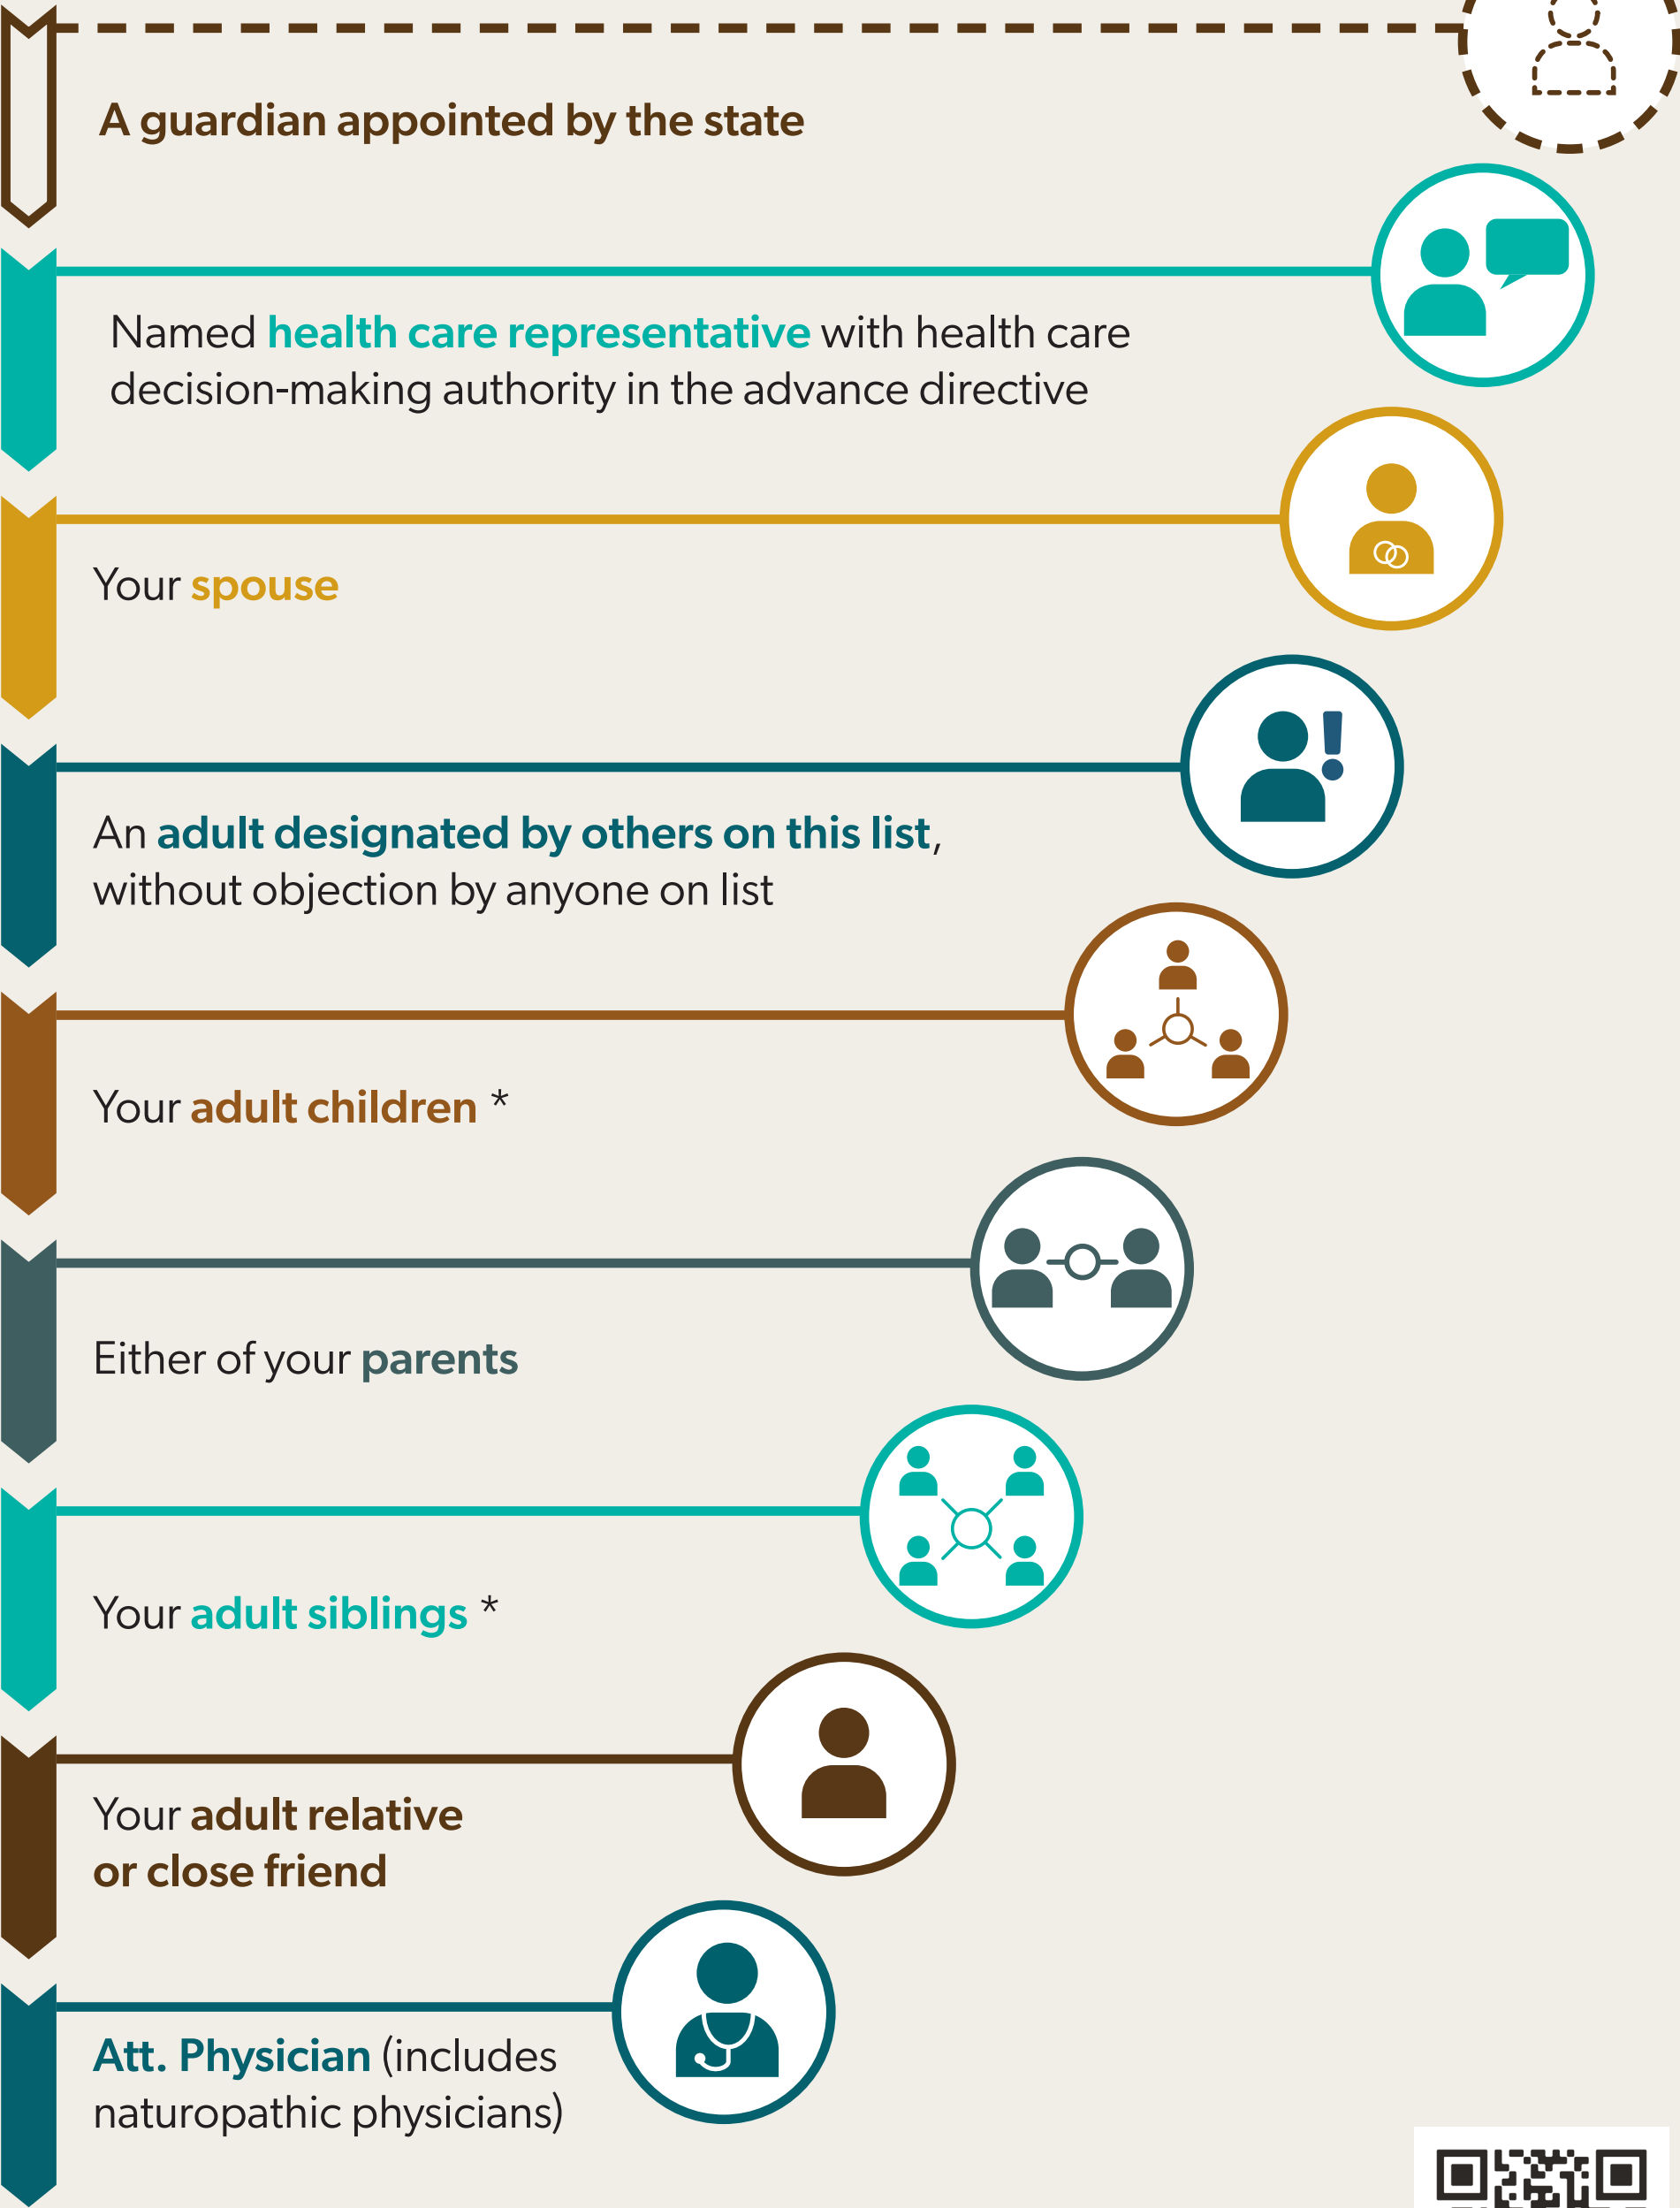 A guardian appointed by the state
Named health care representative with health care
decision-making authority in the advance directive
Your spouse
An adult designated by others on this list,
without objection by anyone on list
Your adult children *
Either of your parents
Your adult siblings *
Your adult relative
or close friend
Att. Physician (includes
naturopathic physicians)